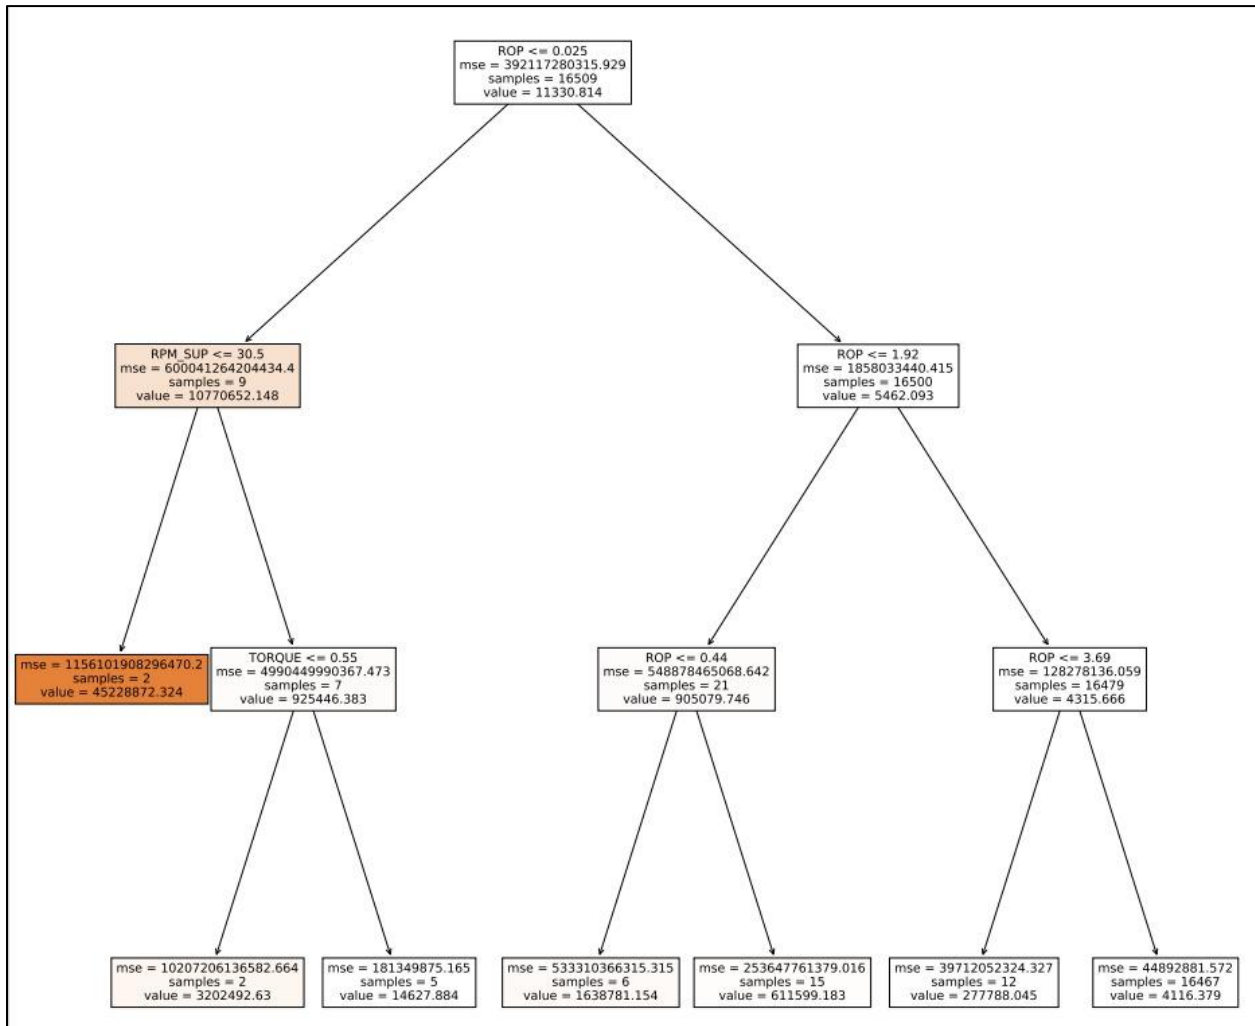 ROP <= 0.025
mse = 392117280315.929
samples = 16509
value = 11330.814
RPM_SUP <= 30.5
mse = 600041264204434.4
samples = 9
value = 10770652.148
ROP <= 1.92
mse = 1858033440.415
samples = 16500
value = 5462.093
mse = 1156101908296470.2
samples = 2
value = 45228872.324
TORQUE <= 0.55
mse = 4990449990367.473
samples = 7
value = 925446.383
ROP <= 0.44
mse = 548878465068.642
samples = 21
value = 905079.746
ROP <= 3.69
mse = 128278136.059
samples = 16479
value = 4315.666
mse = 10207206136582.664
samples = 2
value = 3202492.63
mse = 181349875.165
samples = 5
value = 14627.884
mse = 533310366315.315
samples = 6
value = 1638781.154
mse = 253647761379.016
samples = 15
value = 611599.183
mse = 39712052324.327
samples = 12
value = 277788.045
mse = 44892881.572
samples = 16467
value = 4116.379